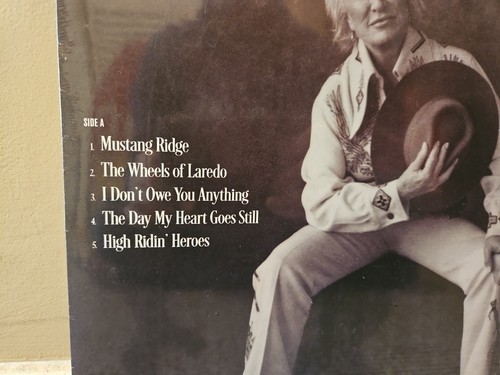 SIDE A
1. Mustang Ridge
2. The Wheels of Laredo
3. I Don't Owe You Anything
4. The Day My Heart Goes Still
5. High Ridin' Heroes